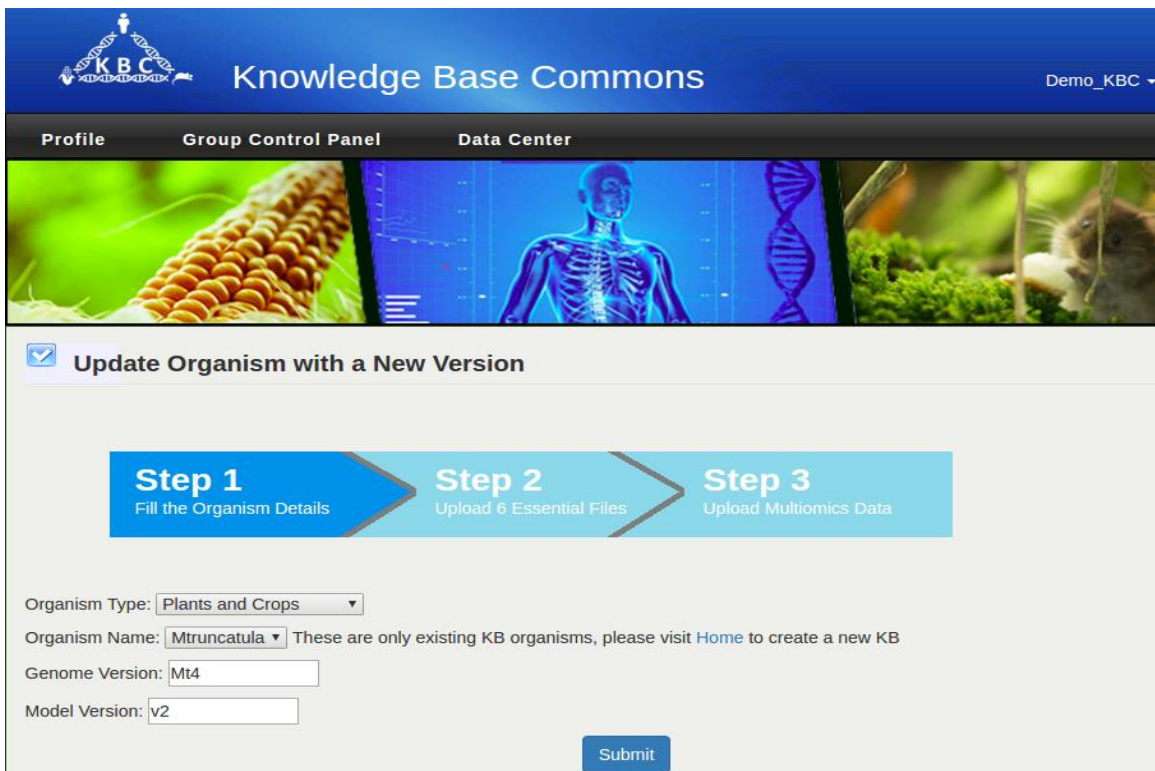 KBC
Knowledge Base Commons
Demo_KBC
Profile Group Control Panel Data Center
Update Organism with a New Version
Step 1 Step 2 Step 3
Fill the Organism Details Upload 6 Essential Files Upload Multiomics Data
Organism Type: Plants and Crops
Organism Name: Mtruncatula These are only existing KB organisms, please visit Home to create a new KB
Genome Version: Mt4
Model Version: v2
Submit